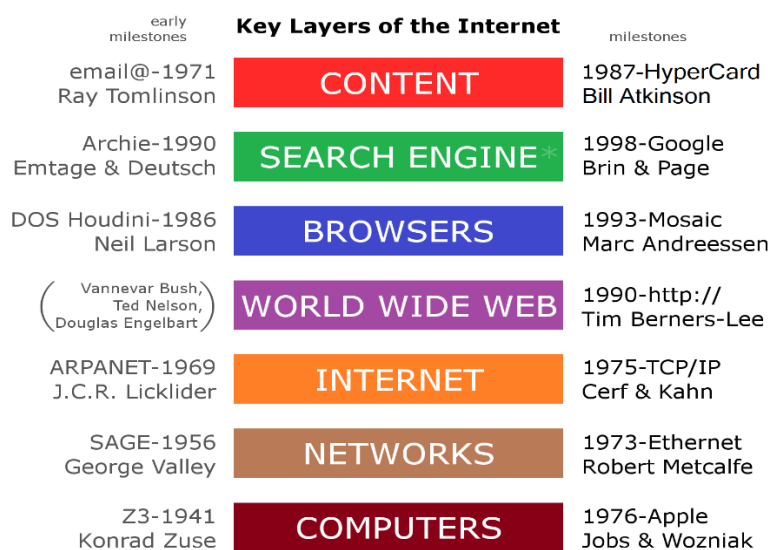 early
milestones
Key Layers of the Internet
milestones
email@-1971
Ray Tomlinson
CONTENT
1987-HyperCard
Bill Atkinson
Archie-1990
Emtage & Deutsch
SEARCH ENGINE*
1998-Google
Brin & Page
DOS Houdini-1986
Neil Larson
BROWSERS
1993-Mosaic
Marc Andreessen
(Vannevar Bush,
Ted Nelson,
Douglas Engelbart)
WORLD WIDE WEB
1990-http://
Tim Berners-Lee
ARPANET-1969
J.C.R. Licklider
INTERNET
1975-TCP/IP
Cerf & Kahn
SAGE-1956
George Valley
NETWORKS
1973-Ethernet
Robert Metcalfe
Z3-1941
Konrad Zuse
COMPUTERS
1976-Apple
Jobs & Wozniak